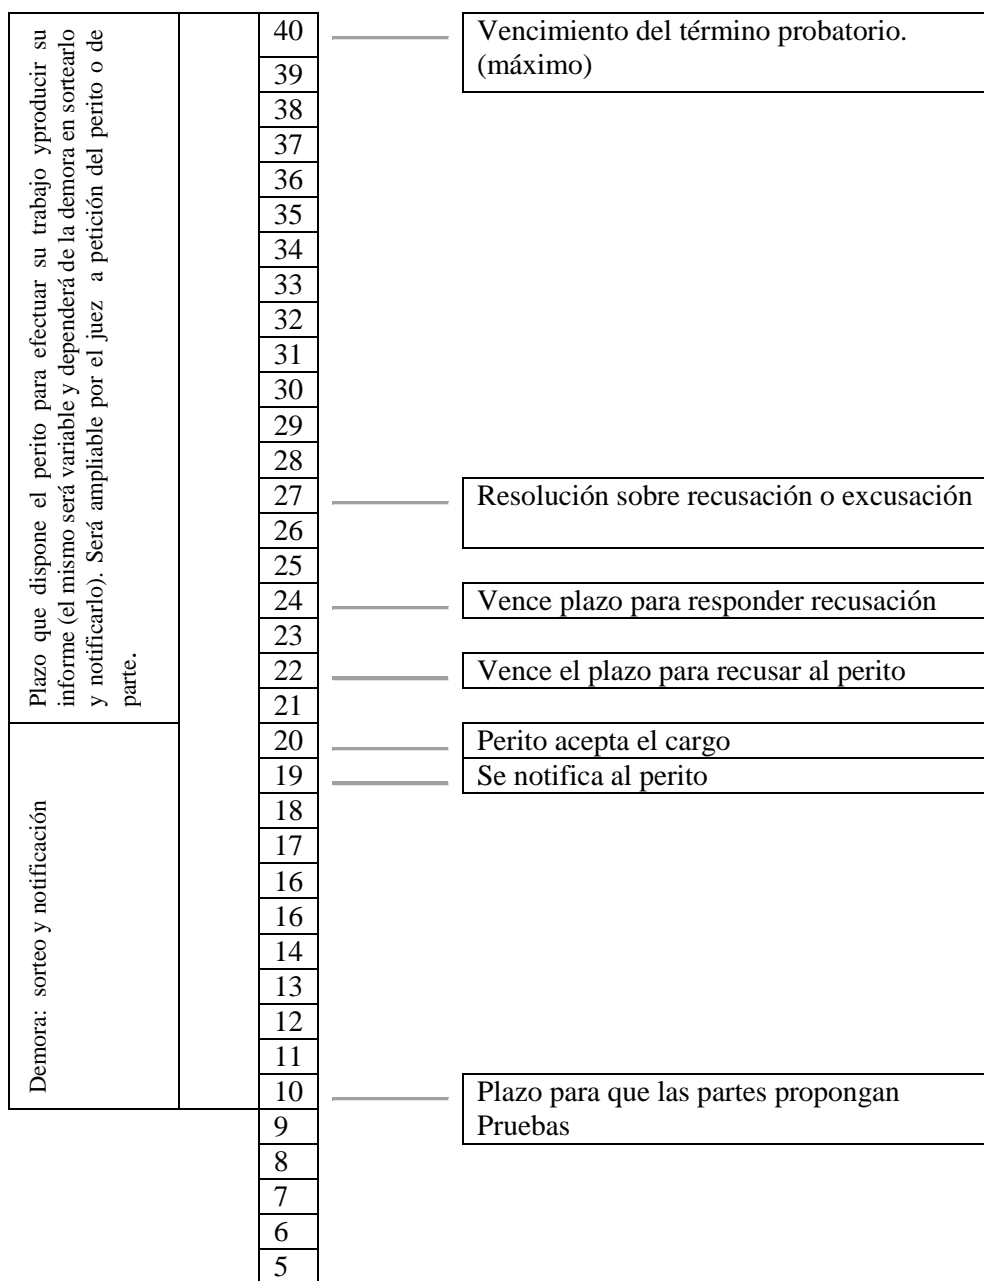 Plazo que dispone el perito para efectuar su trabajo yproducir su
informe (el mismo será variable y dependerá de la demora en sortearlo
y notificarlo). Será ampliable por el juez a petición del perito o de
parte.
Demora: sorteo y notificación
40 Vencimiento del término probatorio.
39 (máximo)
38
37
36
35
34
33
32
31
30
29
28
27 Resolución sobre recusación o excusación
26
25
24 Vence plazo para responder recusación
23
22 Vence el plazo para recusar al perito
21
20 Perito acepta el cargo
19 Se notifica al perito
18
17
16
16
14
13
12
11
10 Plazo para que las partes propongan
9 Pruebas
8
7
6
5